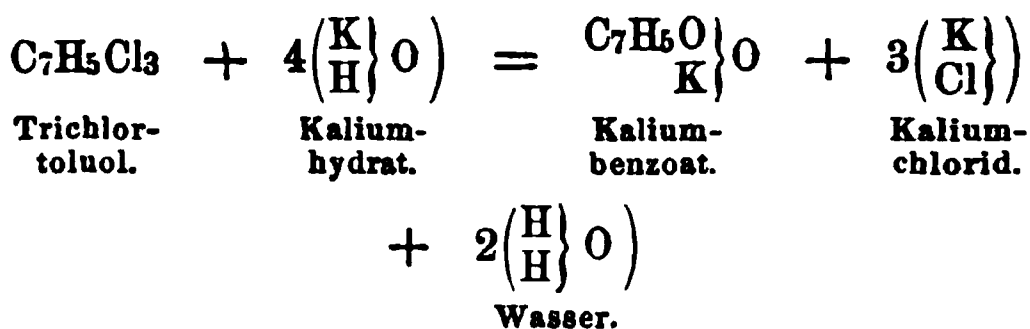 C7H5Cl3 + 4(K H} O) = C7H5O K} O + 3(K Cl})
Trichlor- Kalium- Kalium- Kalium-
toluol. hydrat. benzoat. chlorid.
+ 2(H H} O)
Wasser.